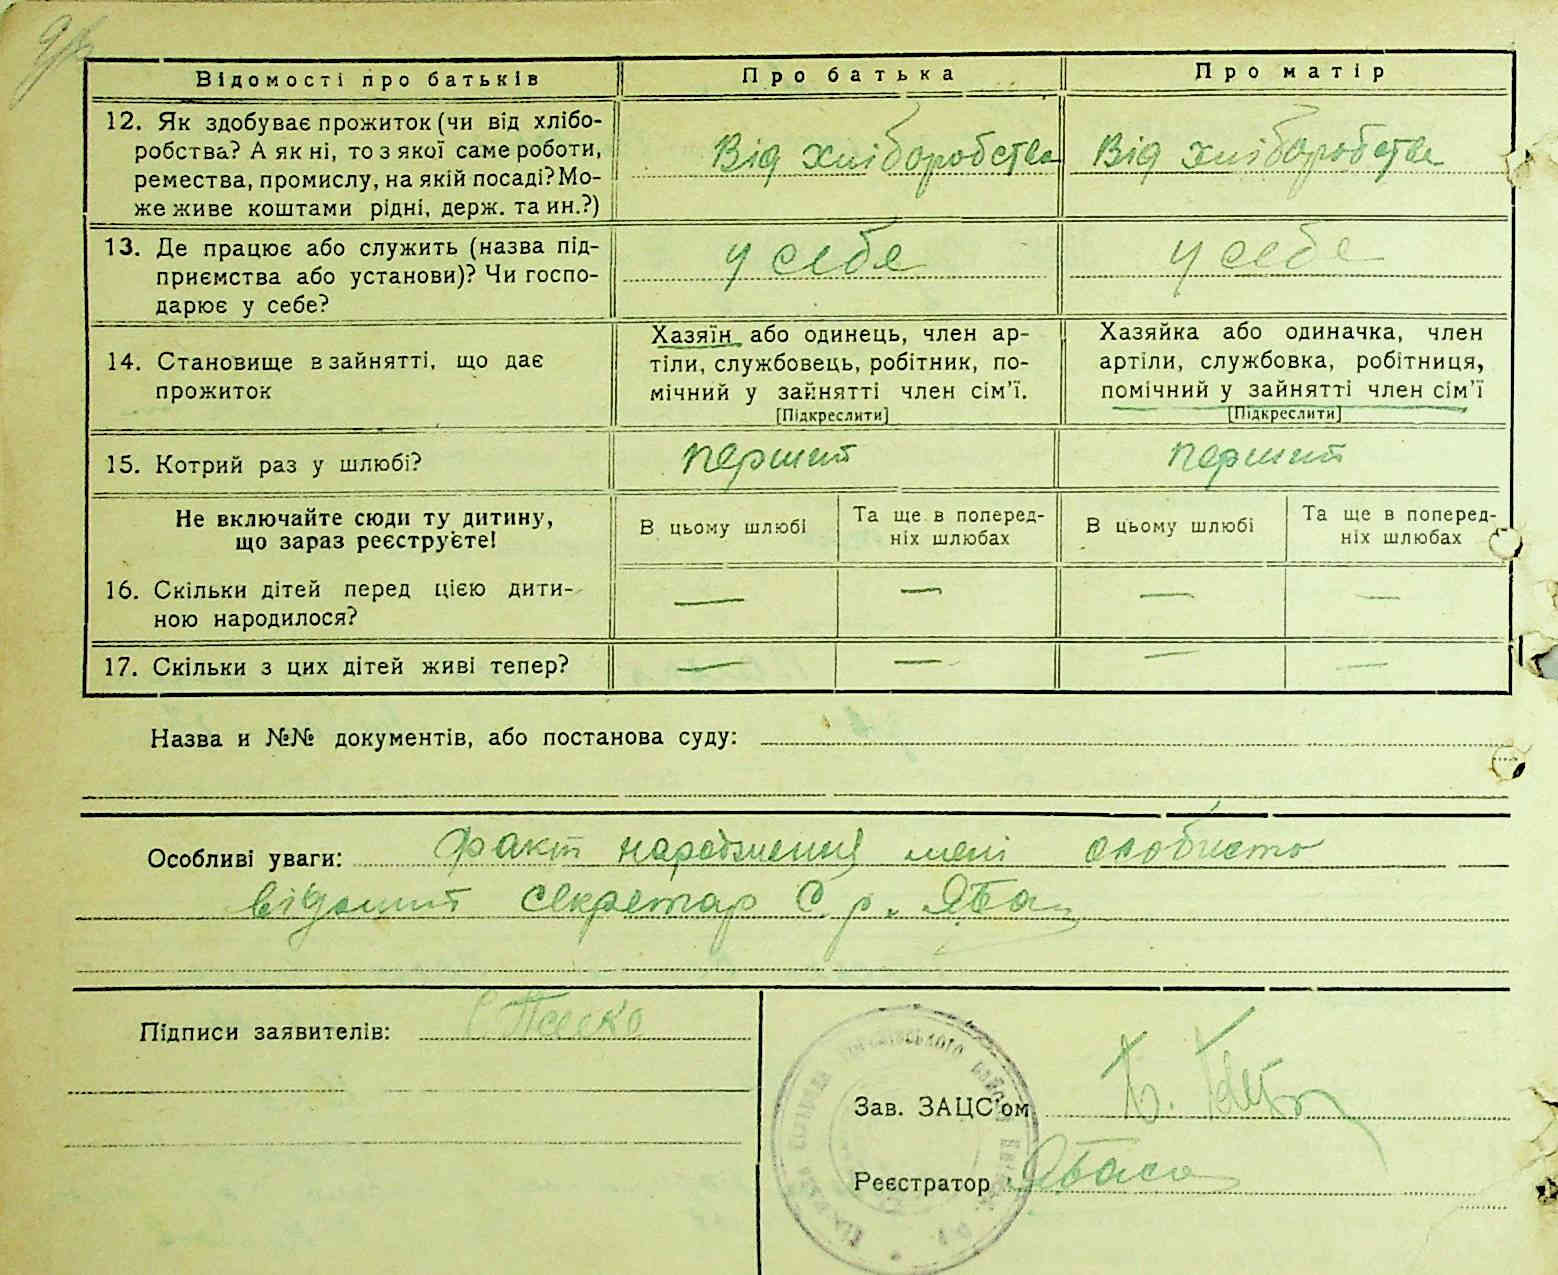 Відомості про батьків Про батька Про матір
12. Як здобуває прожиток (чи від хлібо-
робства? А як ні, то з якої саме роботи,
ремества, промислу, на якій посаді? Мо-
же живе коштами рідні, держ. та ин.?)
Від хліборобства Від хліборобства
13. Де працює або служить (назва під-
приємства або установи)? Чи госпо-
дарює у себе?
у себе у себе
14. Становище в зайнятті, що дає
прожиток
Хазяїн або одинець, член ар-
тіли, службовець, робітник, по-
мічний у зайнятті член сім'ї.
[Підкреслити]
Хазяйка або одиначка, член
артіли, службовка, робітниця,
помічний у зайнятті член сім'ї
[Підкреслити]
15. Котрий раз у шлюбі? перший перший
Не включайте сюди ту дитину,
що зараз реєструєте!
В цьому шлюбі
Та ще в поперед-
ніх шлюбах
В цьому шлюбі
Та ще в поперед-
ніх шлюбах
16. Скільки дітей перед цією дити-
ною народилося?
— — — —
17. Скільки з цих дітей живі тепер? — — — —
Назва и №№ документів, або постанова суду:
Особливі уваги: факт народження мені особисто
відомий секретар С. р.
Підписи заявителів:
Зав. ЗАЦС'ом
Реєстратор